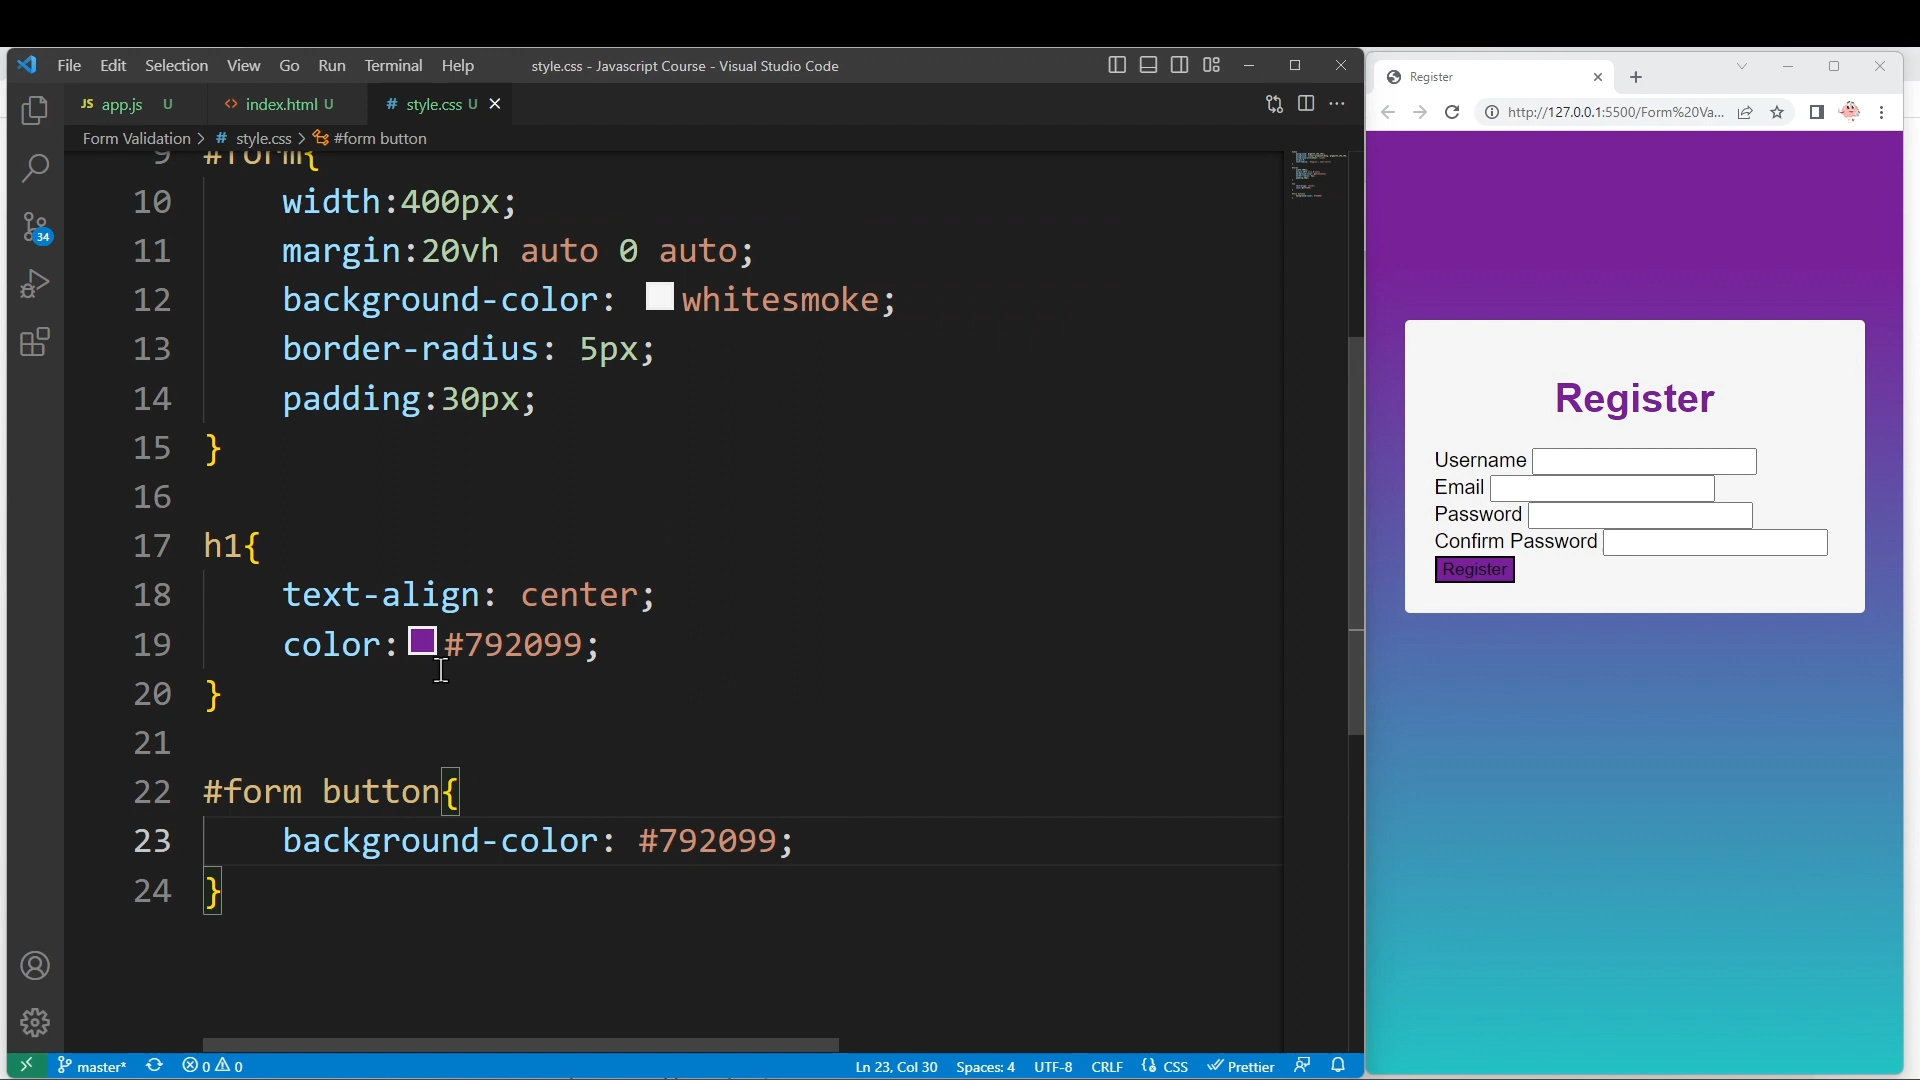 File Edit Selection View Go Run Terminal Help
style.css - Javascript Course - Visual Studio Code
JS app.js U
<> index.html U
# style.css U
Form Validation > # style.css > #form button
9 #form{
10 width:400px;
11 margin:20vh auto 0 auto;
12 background-color: whitesmoke;
13 border-radius: 5px;
14 padding:30px;
15 }
16
17 h1{
18 text-align: center;
19 color:#792099;
20 }
21
22 #form button{
23 background-color: #792099;
24 }
34
master*
0 0
Ln 23, Col 30
Spaces: 4
UTF-8
CRLF
{} CSS
Prettier
Register
http://127.0.0.1:5500/Form%20Va...
Register
Username
Email
Password
Confirm Password
Register